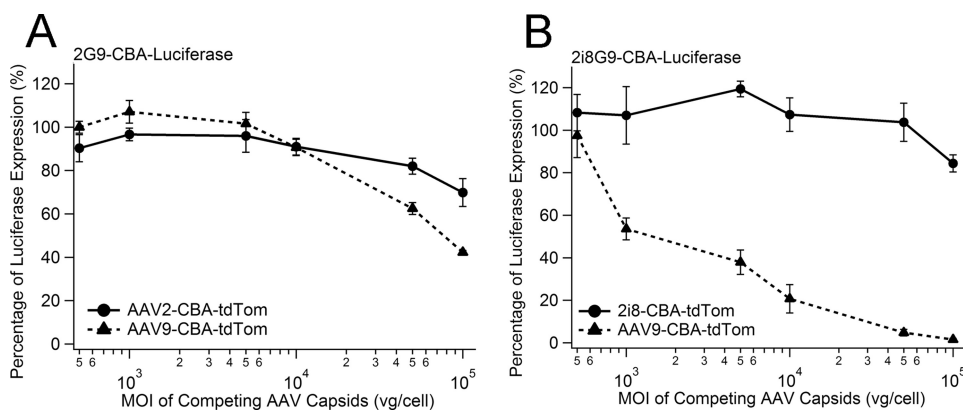 A
2G9-CBA-Luciferase
Percentage of Luciferase Expression (%)
120
100
80
60
40
20
0
AAV2-CBA-tdTom
AAV9-CBA-tdTom
5 6 2 3 4 5 6 2 3 4 5 6
10³ 10⁴ 10⁵
MOI of Competing AAV Capsids (vg/cell)
B
2i8G9-CBA-Luciferase
Percentage of Luciferase Expression (%)
120
100
80
60
40
20
0
2i8-CBA-tdTom
AAV9-CBA-tdTom
5 6 2 3 4 5 6 2 3 4 5 6
10³ 10⁴ 10⁵
MOI of Competing AAV Capsids (vg/cell)